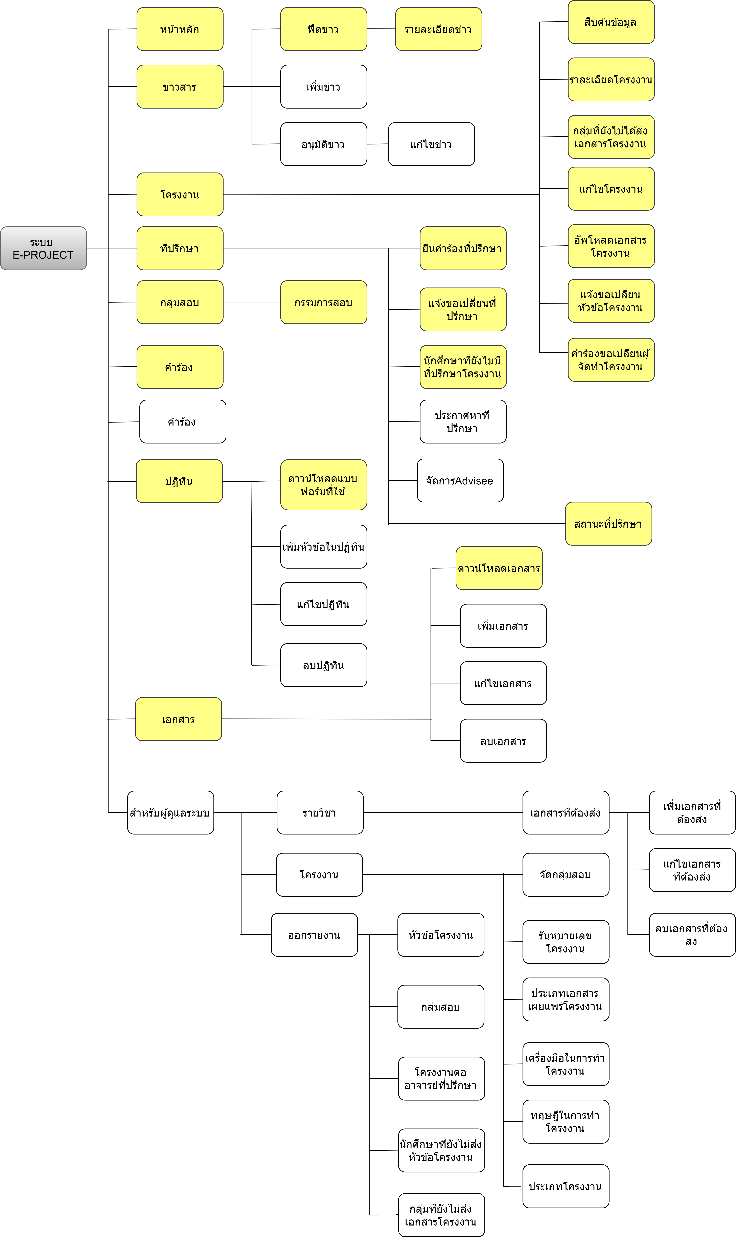 ระบบ
E-PROJECT
หน้าหลัก
ข่าวสาร
ฟีดข่าว
รายละเอียดข่าว
เพิ่มข่าว
อนุมัติข่าว
แก้ไขข่าว
โครงงาน
สืบค้นข้อมูล
ราละเอียดโครงงาน
กลุ่มที่ยังไม่ได้ส่ง
เอกสารโครงงาน
แก้ไขโครงงาน
อัพโหลดเอกสาร
โครงงาน
แจ้งขอเปลี่ยน
หัวข้อโครงงาน
คำร้องขอเปลี่ยนผู้
จัดทำโครงงาน
ที่ปรึกษา
ยื่นคำร้องที่ปรึกษา
แจ้งขอเปลี่ยนที่
ปรึกษา
นักศึกษาที่ยังไม่มี
ที่ปรึกษาโครงงาน
ประกาศหาที่
ปรึกษา
จัดการAdvisee
สถานะที่ปรึกษา
กลุ่มสอบ
กรรมการสอบ
คำร้อง
คำร้อง
ปฏิทิน
ดาวน์โหลดแบบ
ฟอร์มที่ใช้
เพิ่มหัวข้อในปฏิทิน
แก้ไขปฏิทิน
ลบปฏิทิน
เอกสาร
ดาวน์โหลดเอกสาร
เพิ่มเอกสาร
แก้ไขเอกสาร
ลบเอกสาร
สำหรับผู้ดูแลระบบ
รายวิชา
เอกสารที่ต้องส่ง
เพิ่มเอกสารที่
ต้องส่ง
แก้ไขเอกสาร
ที่ต้องส่ง
ลบเอกสารที่ต้อง
ส่ง
โครงงาน
จัดกลุ่มสอบ
รับหมายเลข
โครงงาน
ประเภทเอกสาร
เผยแพร่โครงงาน
เครื่องมือในการทำ
โครงงาน
ทฤษฎีในการทำ
โครงงาน
ประเภทโครงงาน
ออกรายงาน
หัวข้อโครงงาน
กลุ่มสอบ
โครงงานต่อ
อาจารย์ที่ปรึกษา
นักศึกษาที่ยังไม่ส่ง
หัวข้อโครงงาน
กลุ่มที่ยังไม่ส่ง
เอกสารโครงงาน